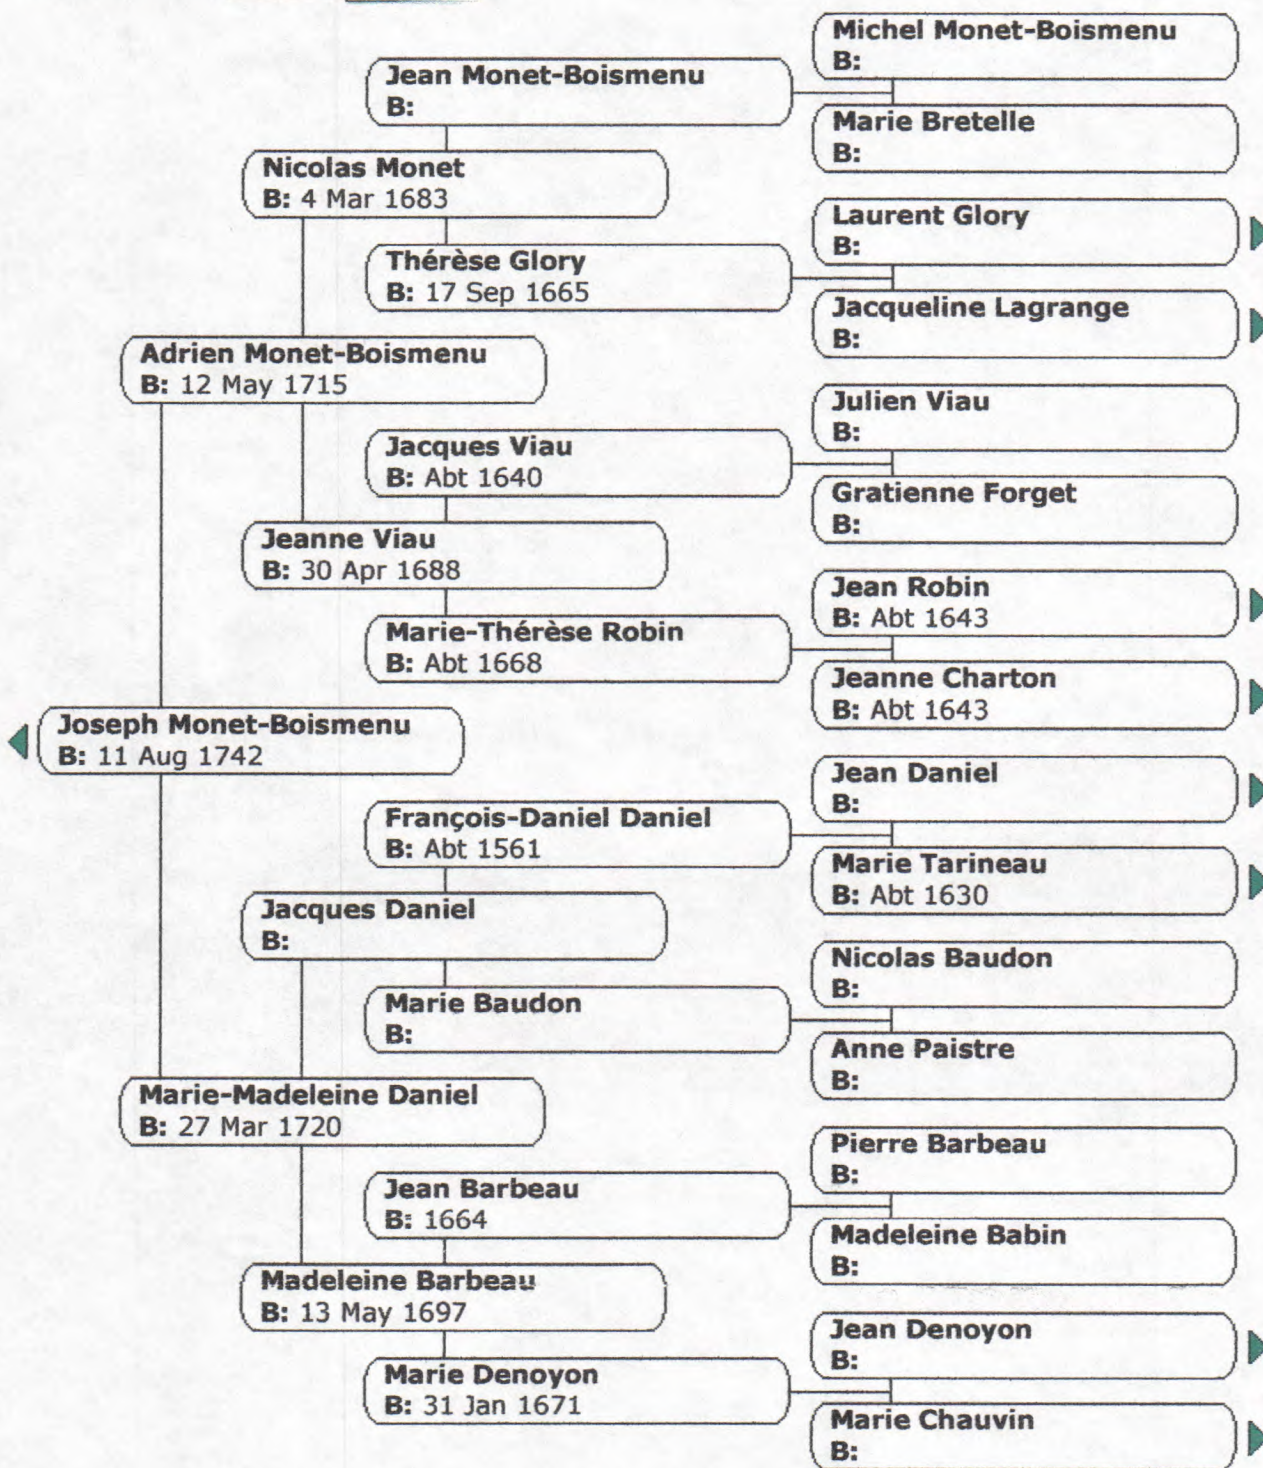 Michel Monet-Boismenu
B:
Jean Monet-Boismenu
B:
Marie Bretelle
B:
Nicolas Monet
B: 4 Mar 1683
Laurent Glory
B:
Thérèse Glory
B: 17 Sep 1665
Jacqueline Lagrange
B:
Adrien Monet-Boismenu
B: 12 May 1715
Julien Viau
B:
Jacques Viau
B: Abt 1640
Gratienne Forget
B:
Jeanne Viau
B: 30 Apr 1688
Jean Robin
B: Abt 1643
Marie-Thérèse Robin
B: Abt 1668
Jeanne Charton
B: Abt 1643
Joseph Monet-Boismenu
B: 11 Aug 1742
Jean Daniel
B:
François-Daniel Daniel
B: Abt 1561
Marie Tarineau
B: Abt 1630
Jacques Daniel
B:
Nicolas Baudon
B:
Marie Baudon
B:
Anne Paistre
B:
Marie-Madeleine Daniel
B: 27 Mar 1720
Pierre Barbeau
B:
Jean Barbeau
B: 1664
Madeleine Babin
B:
Madeleine Barbeau
B: 13 May 1697
Jean Denoyon
B:
Marie Denoyon
B: 31 Jan 1671
Marie Chauvin
B: